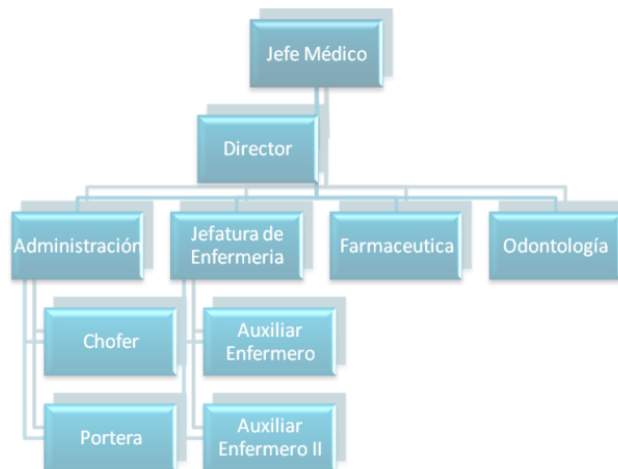 Jefe Médico
Director
Administración
Jefatura de
Enfermeria
Farmaceutica
Odontología
Chofer
Auxiliar
Enfermero
Portera
Auxiliar
Enfermero II